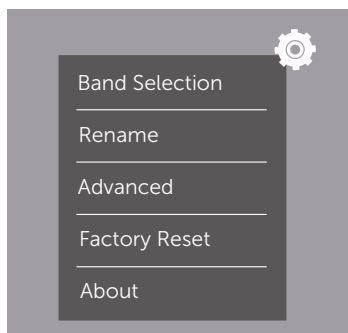 Band Selection
Rename
Advanced
Factory Reset
About